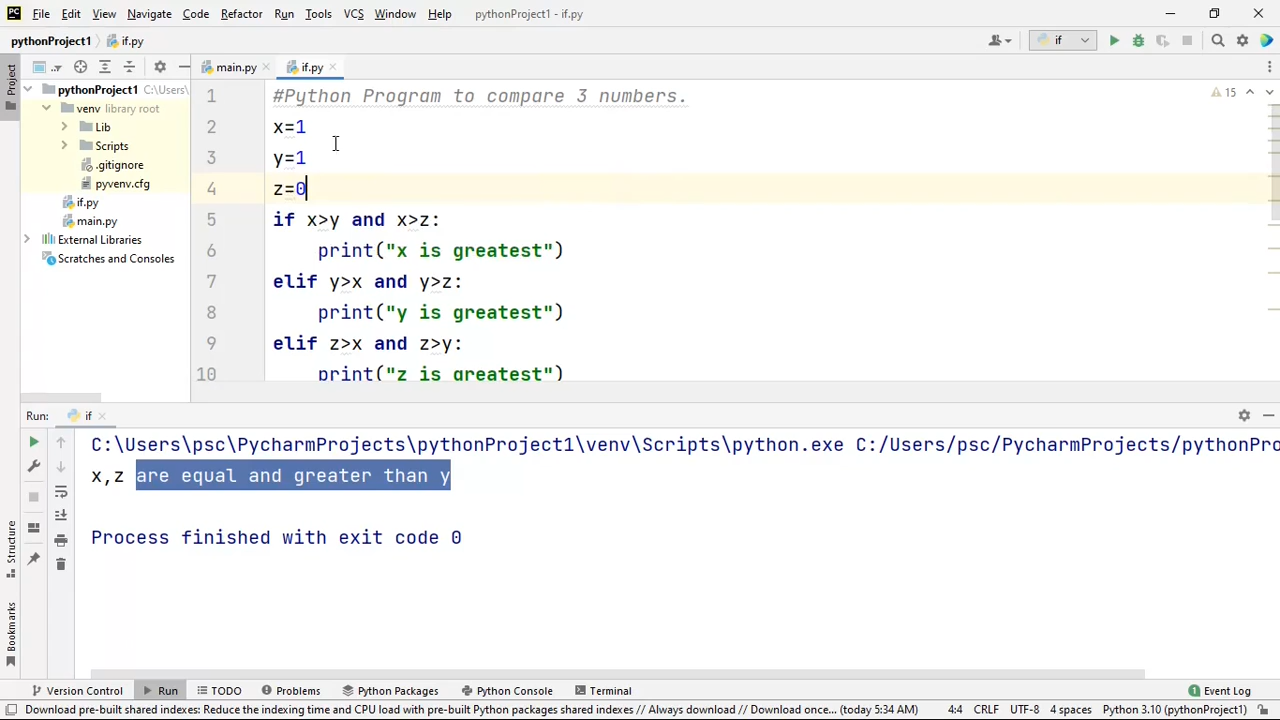 PC File Edit View Navigate Code Refactor Run Tools VCS Window Help pythonProject1 - if.py
pythonProject1 if.py if
Project main.py if.py
pythonProject1 C:\Users\
venv library root
Lib
Scripts
.gitignore
pyvenv.cfg
if.py
main.py
External Libraries
Scratches and Consoles
15
1 #Python Program to compare 3 numbers.
2 x=1
3 y=1
4 z=0
5 if x>y and x>z:
6 print("x is greatest")
7 elif y>x and y>z:
8 print("y is greatest")
9 elif z>x and z>y:
10 print("z is greatest")
Run: if
C:\Users\psc\PycharmProjects\pythonProject1\venv\Scripts\python.exe C:/Users/psc/PycharmProjects/pythonPro
x,z are equal and greater than y
Process finished with exit code 0
Structure
Bookmarks
Version Control Run TODO Problems Python Packages Python Console Terminal 1 Event Log
Download pre-built shared indexes: Reduce the indexing time and CPU load with pre-built Python packages shared indexes // Always download // Download once... (today 5:34 AM) 4:4 CRLF UTF-8 4 spaces Python 3.10 (pythonProject1)